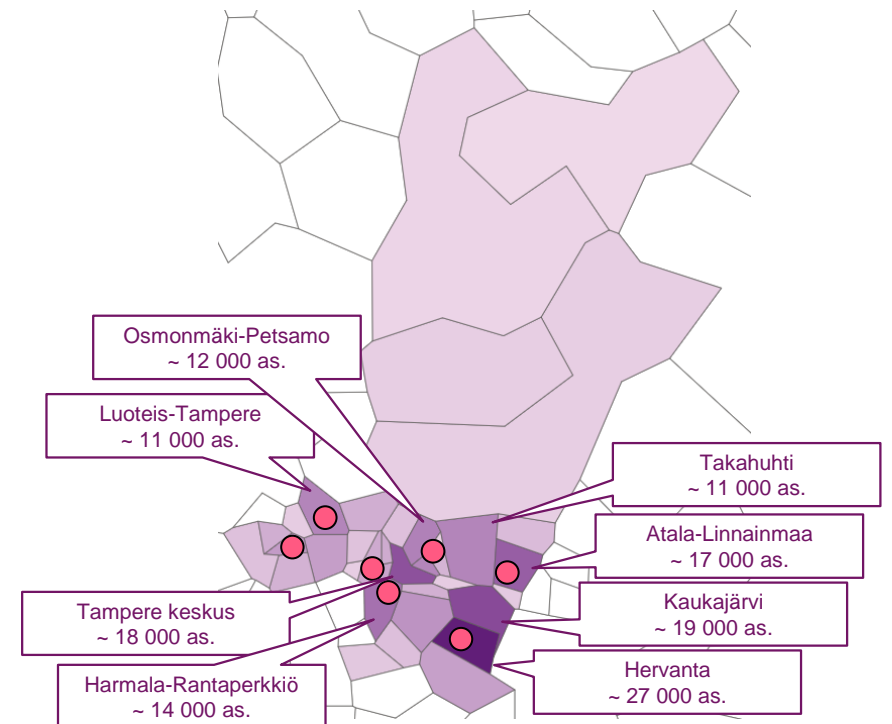 Osmonmäki-Petsamo
~ 12 000 as.
Luoteis-Tampere
~ 11 000 as.
Takahuhti
~ 11 000 as.
Atala-Linnainmaa
~ 17 000 as.
Tampere keskus
~ 18 000 as.
Kaukajärvi
~ 19 000 as.
Harmala-Rantaperkkiö
~ 14 000 as.
Hervanta
~ 27 000 as.